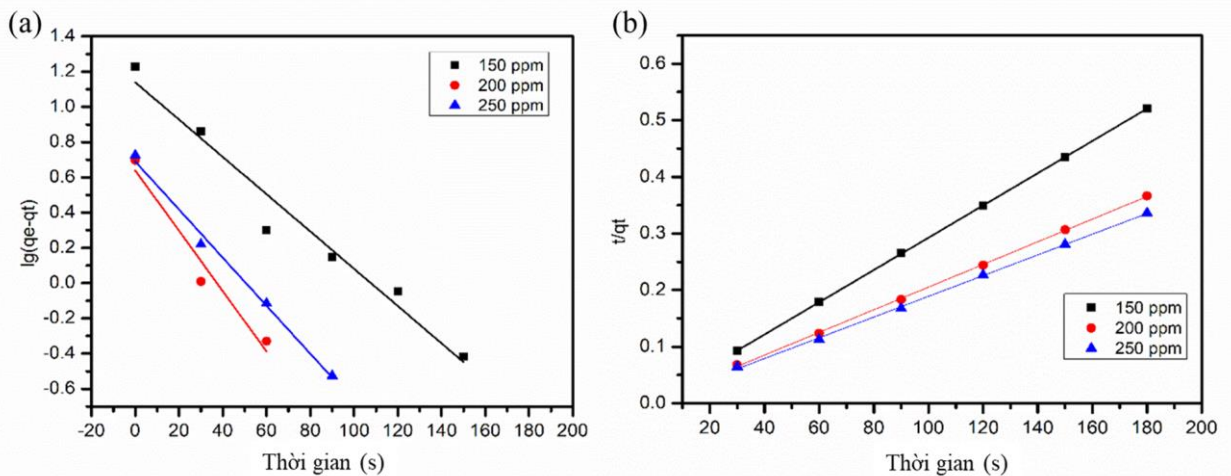 (a)
1.4
1.2
1.0
0.8
0.6
0.4
0.2
0.0
-0.2
-0.4
-0.6
lg(qe-qt)
150 ppm
200 ppm
250 ppm
-20 0 20 40 60 80 100 120 140 160 180 200
Thời gian (s)
(b)
0.6
0.5
0.4
0.3
0.2
0.1
0.0
t/qt
150 ppm
200 ppm
250 ppm
20 40 60 80 100 120 140 160 180 200
Thời gian (s)